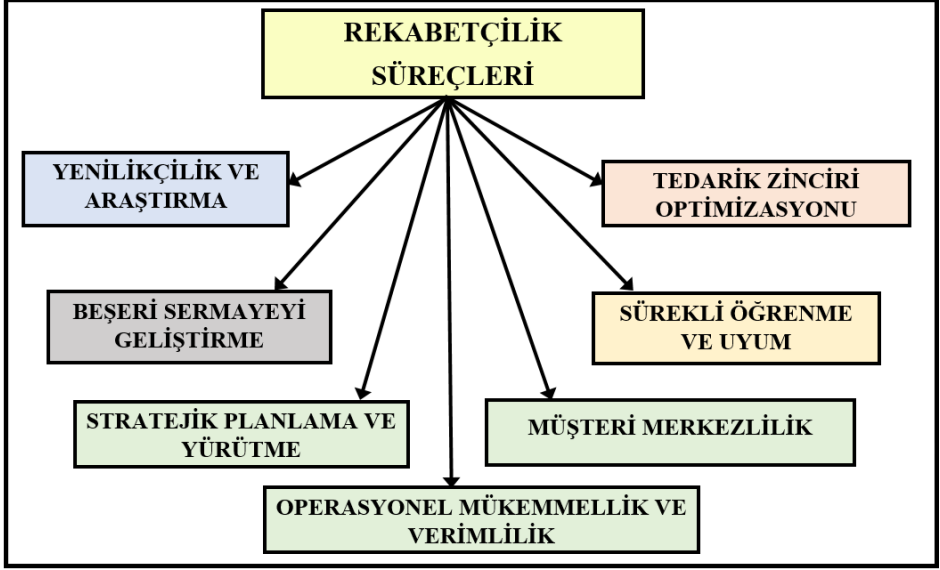 REKABETÇİLİK
SÜREÇLERİ
YENİLİKÇİLİK VE
ARAŞTIRMA
TEDARİK ZİNCİRİ
OPTİMİZASYONU
BEŞERİ SERMAYEYİ
GELİŞTİRME
SÜREKLİ ÖĞRENME
VE UYUM
STRATEJİK PLANLAMA VE
YÜRÜTME
MÜŞTERİ MERKEZLİLİK
OPERASYONEL MÜKEMMELLİK VE
VERİMLİLİK